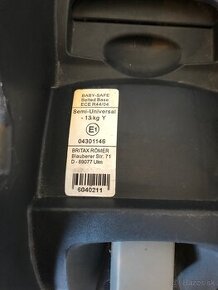 BABY-SAFE
Belted Base
ECE R44/04
Semi-Universal
- 13 kg Y
E1
04301146
BRITAX RÖMER
Blaubeurer Str. 71
D - 89077 Ulm
6040211